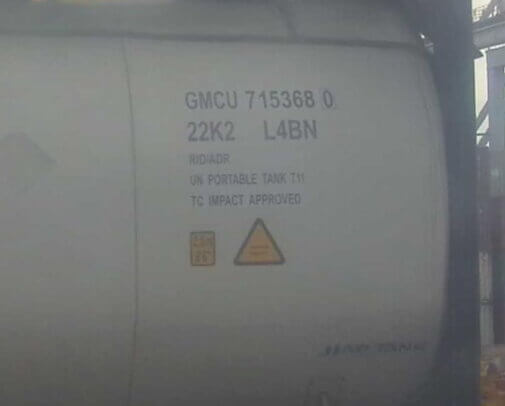 GMCU 715368 0
22K2 L4BN
RID/ADR
UN PORTABLE TANK T11
TC IMPACT APPROVED